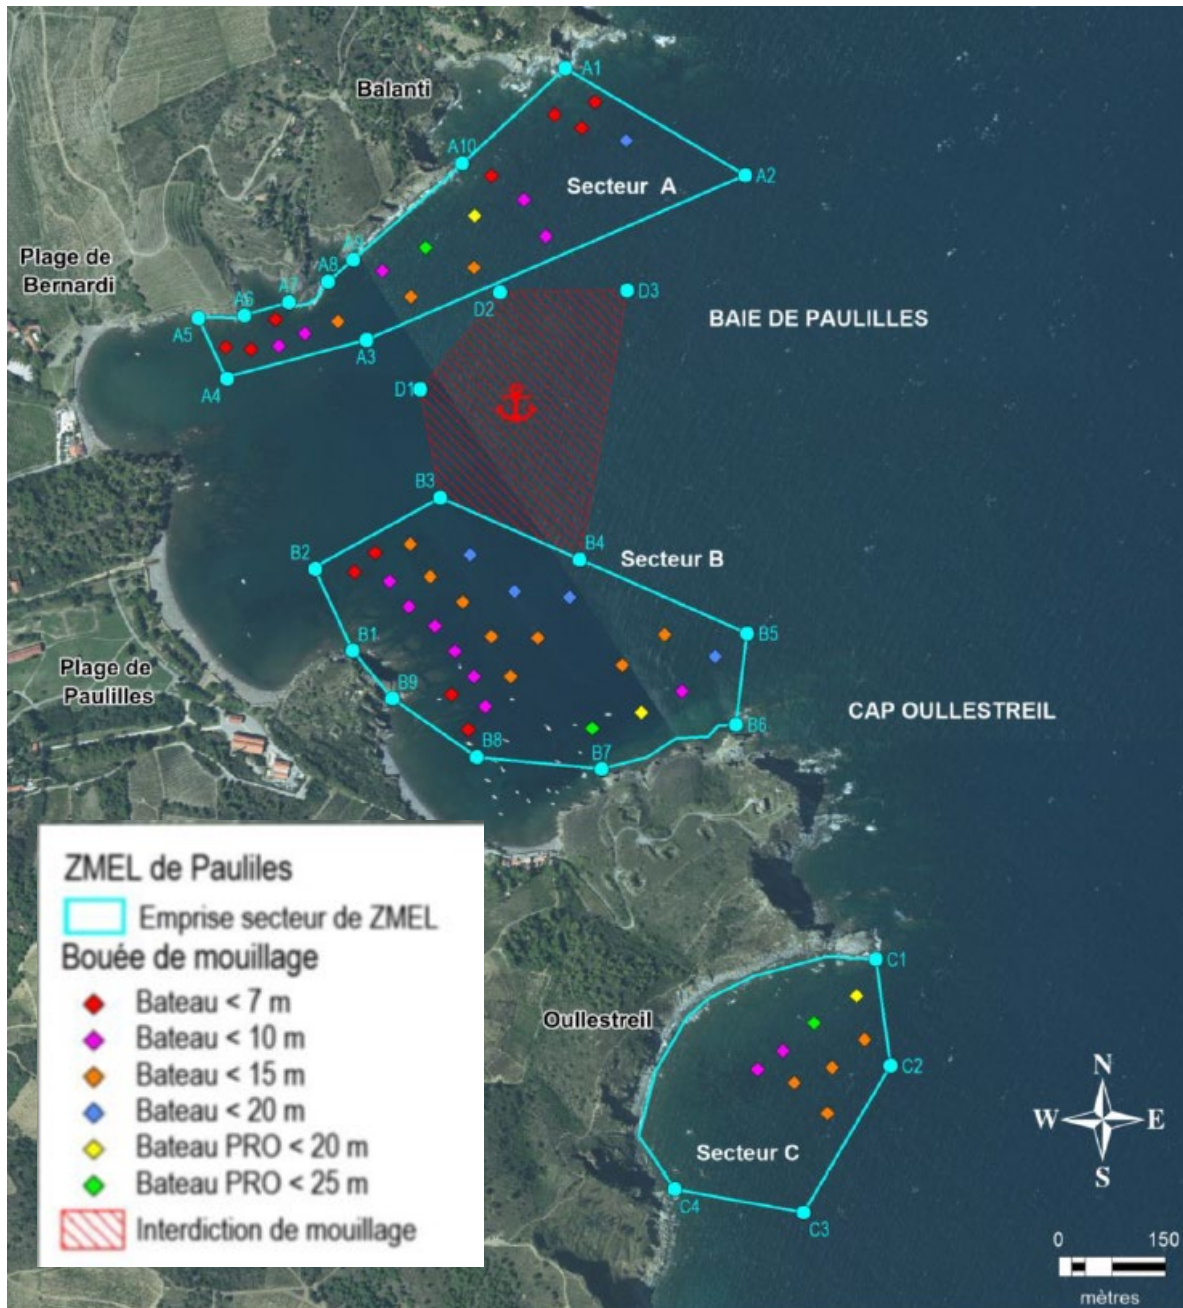 A1
Balanti
A10
A2
Secteur A
Plage de
Bernardi
A9
A8
A7
A6
A5
D2
D3
BAIE DE PAULILLES
A3
A4
D1
B3
B4
Secteur B
B2
B5
B1
Plage de
Paulilles
B9
CAP OULLESTREIL
B6
B8
B7
ZMEL de Pauliles
Emprise secteur de ZMEL
Bouée de mouillage
Bateau < 7 m
Bateau < 10 m
Bateau < 15 m
Bateau < 20 m
Bateau PRO < 20 m
Bateau PRO < 25 m
Interdiction de mouillage
C1
Oullestreil
C2
Secteur C
C4
C3
N
W E
S
0 150
mètres